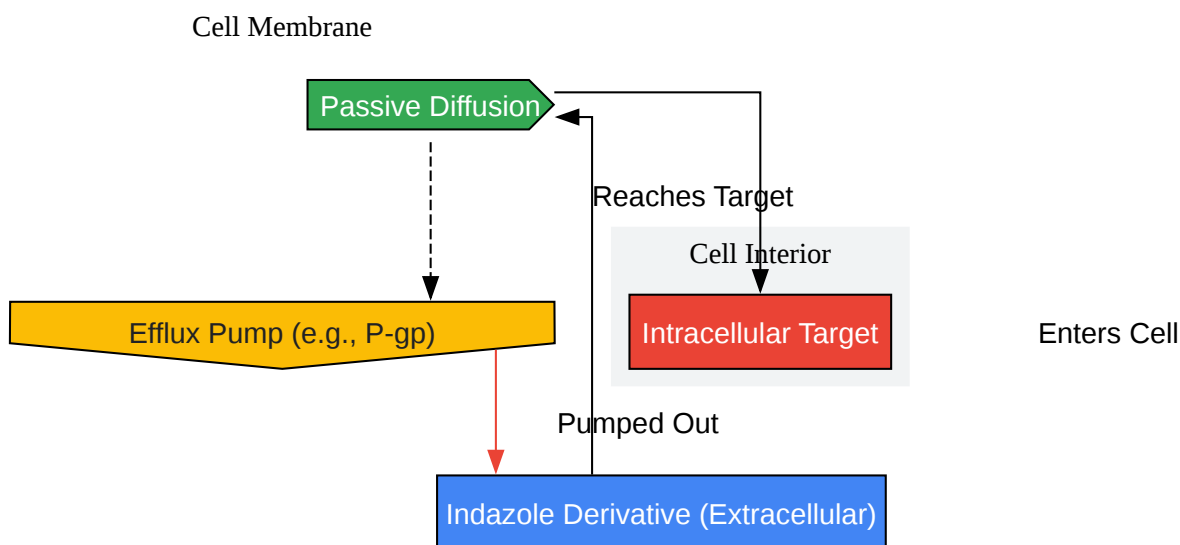 Cell Membrane
Passive Diffusion
Reaches Target
Cell Interior
Efflux Pump (e.g., P-gp)
Intracellular Target
Enters Cell
Pumped Out
Indazole Derivative (Extracellular)